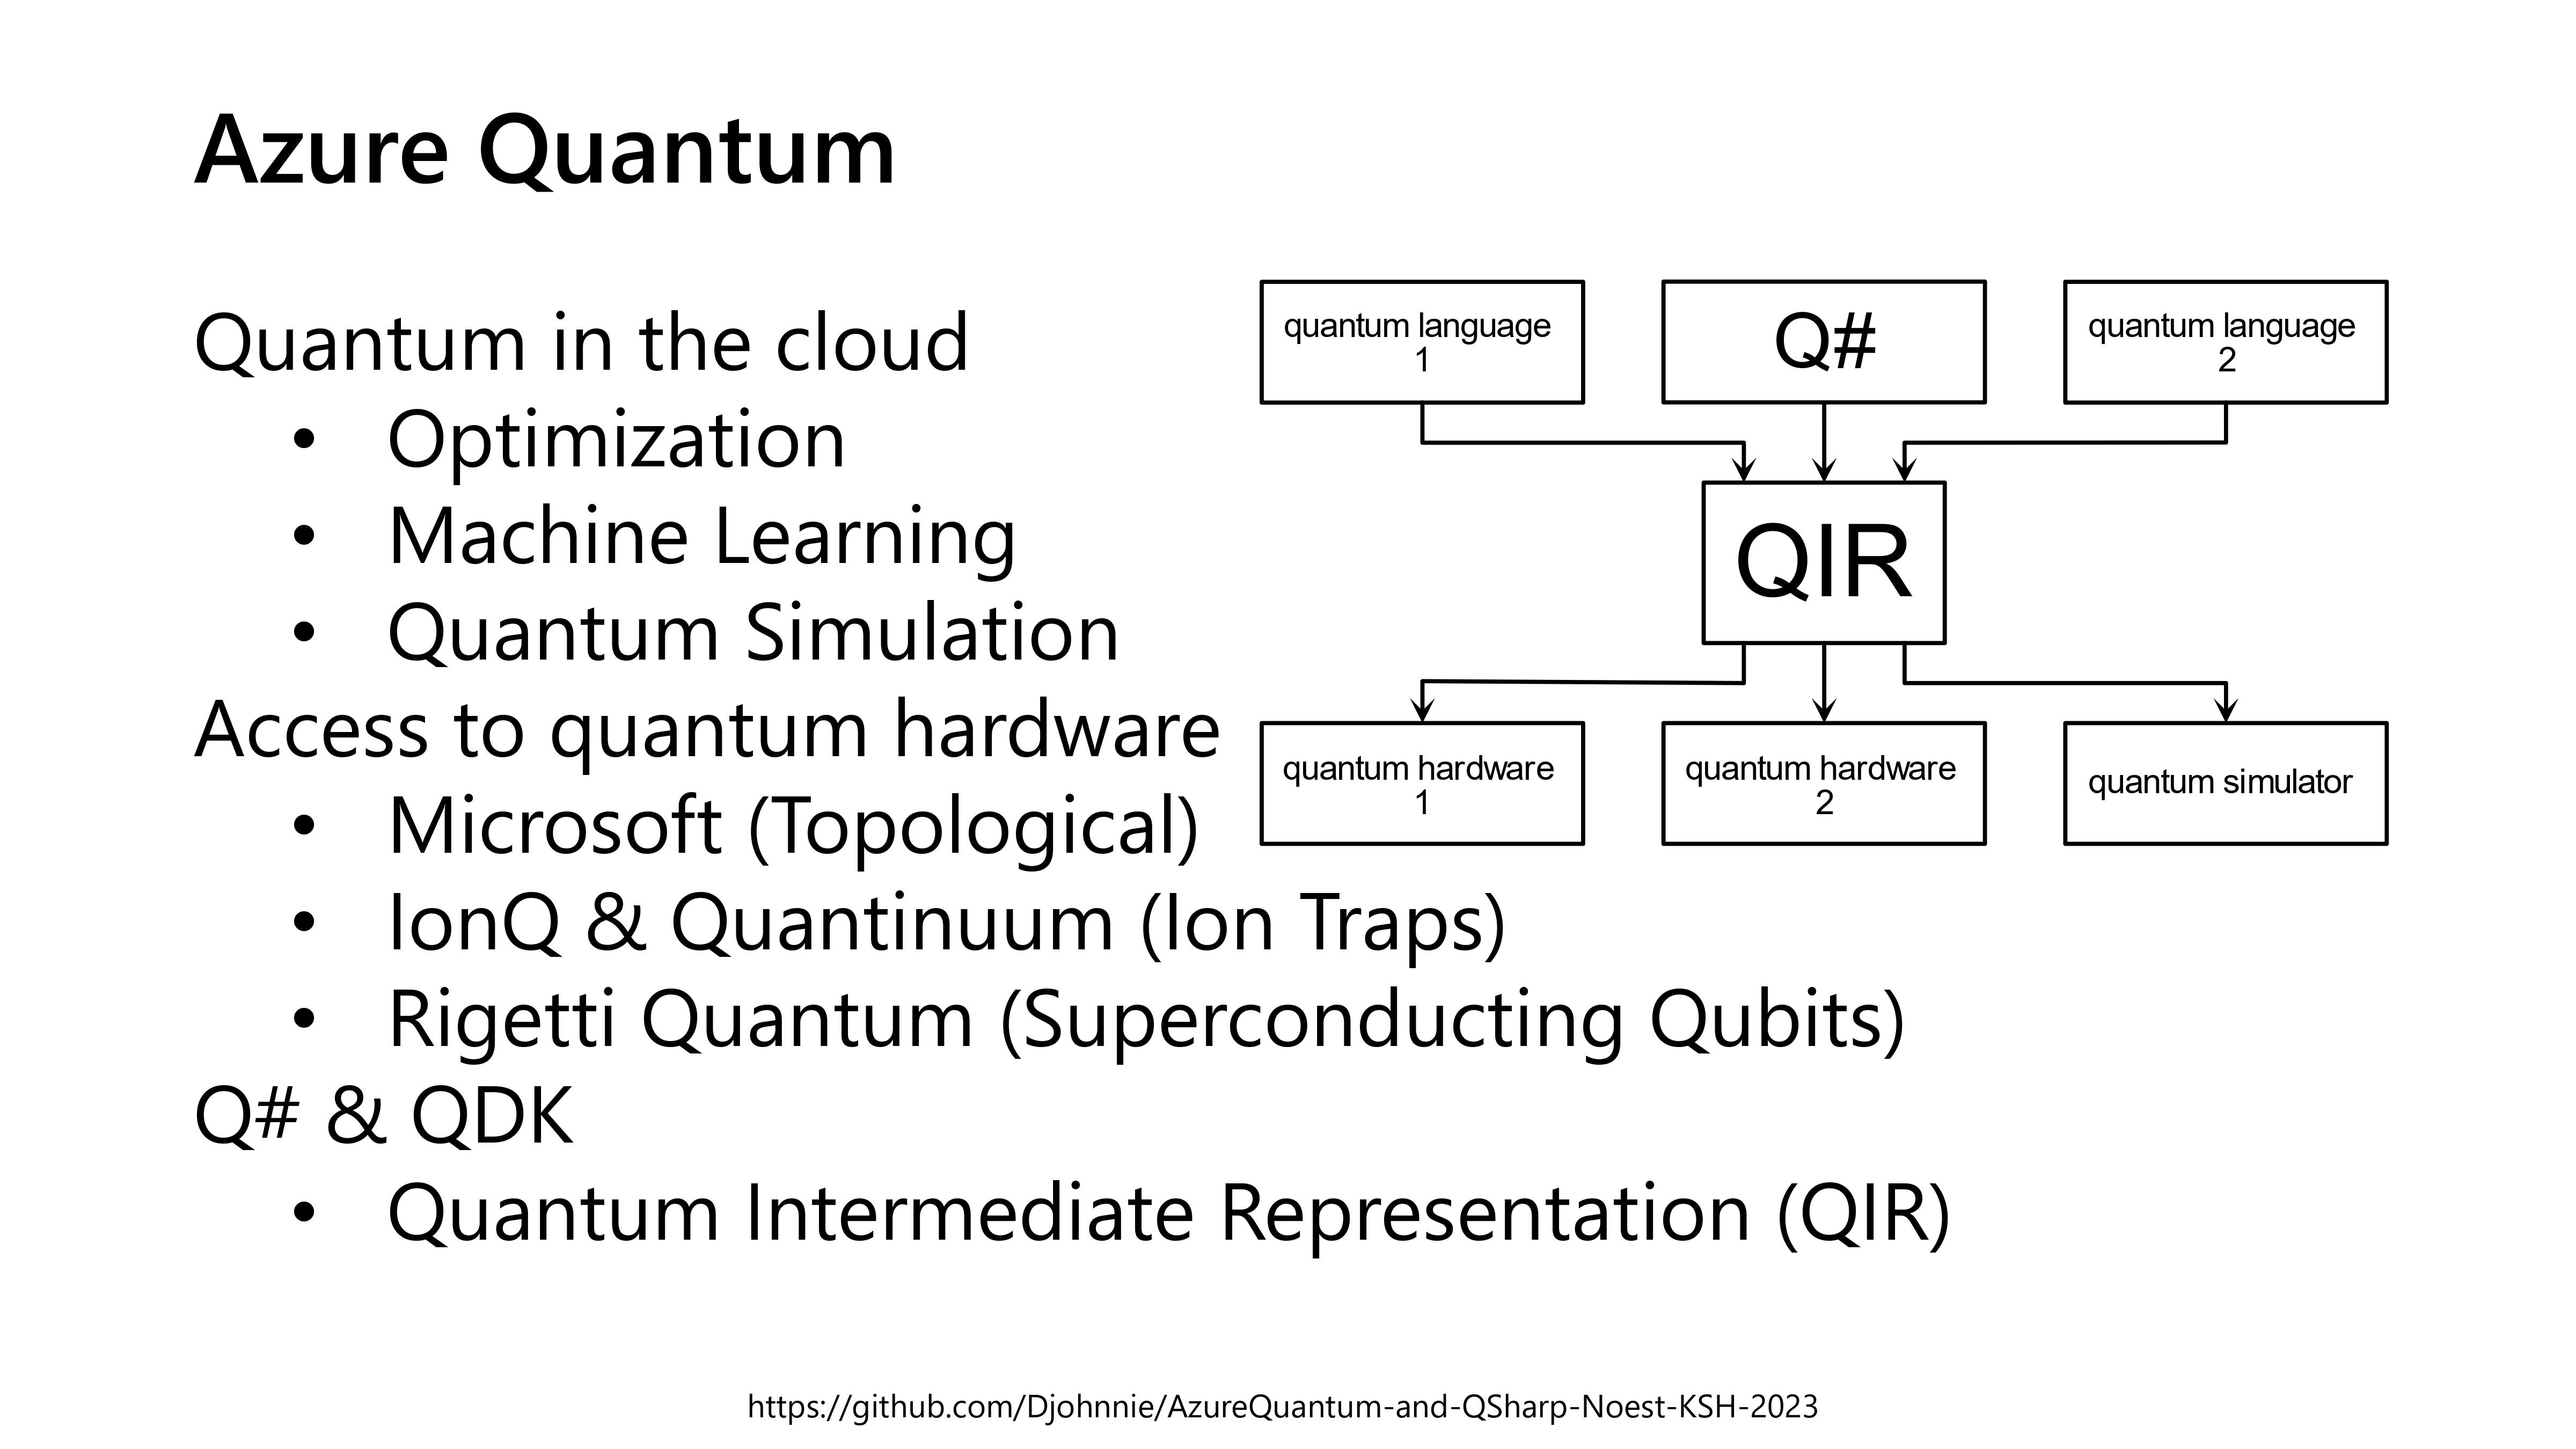 Azure Quantum
Quantum in the cloud
• Optimization
• Machine Learning
• Quantum Simulation
Access to quantum hardware
• Microsoft (Topological)
• IonQ & Quantinuum (Ion Traps)
• Rigetti Quantum (Superconducting Qubits)
Q# & QDK
• Quantum Intermediate Representation (QIR)
quantum language
1
Q#
quantum language
2
QIR
quantum hardware
1
quantum hardware
2
quantum simulator
https://github.com/Djohnnie/AzureQuantum-and-QSharp-Noest-KSH-2023